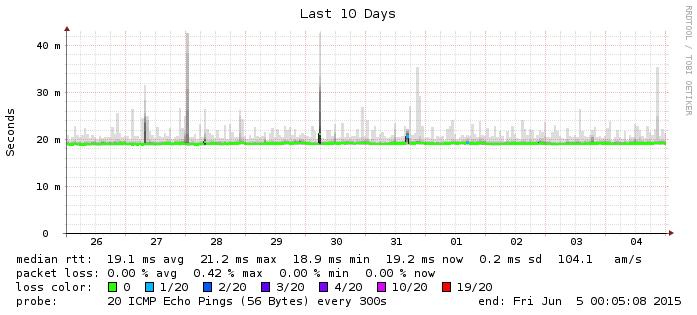 Last 10 Days
RRDTOOL / TOBI OETIKER
Seconds
40 m
30 m
20 m
10 m
0
26 27 28 29 30 31 01 02 03 04
median rtt: 19.1 ms avg 21.2 ms max 18.9 ms min 19.2 ms now 0.2 ms sd 104.1 am/s
packet loss: 0.00 % avg 0.42 % max 0.00 % min 0.00 % now
loss color: 0 1/20 2/20 3/20 4/20 10/20 19/20
probe: 20 ICMP Echo Pings (56 Bytes) every 300s end: Fri Jun 5 00:05:08 2015